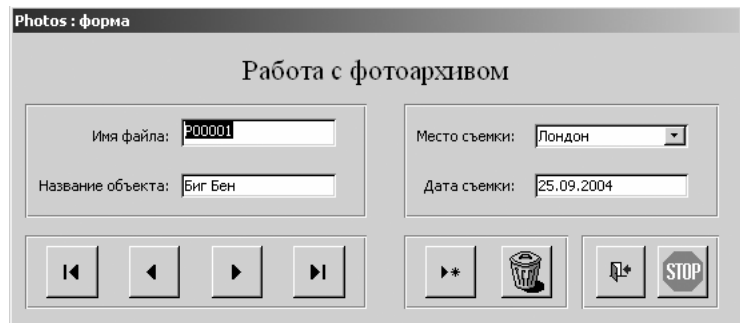 Photos : форма
Работа с фотоархивом
Имя файла: P00001
Название объекта: Биг Бен
Место съемки: Лондон
Дата съемки: 25.09.2004
STOP